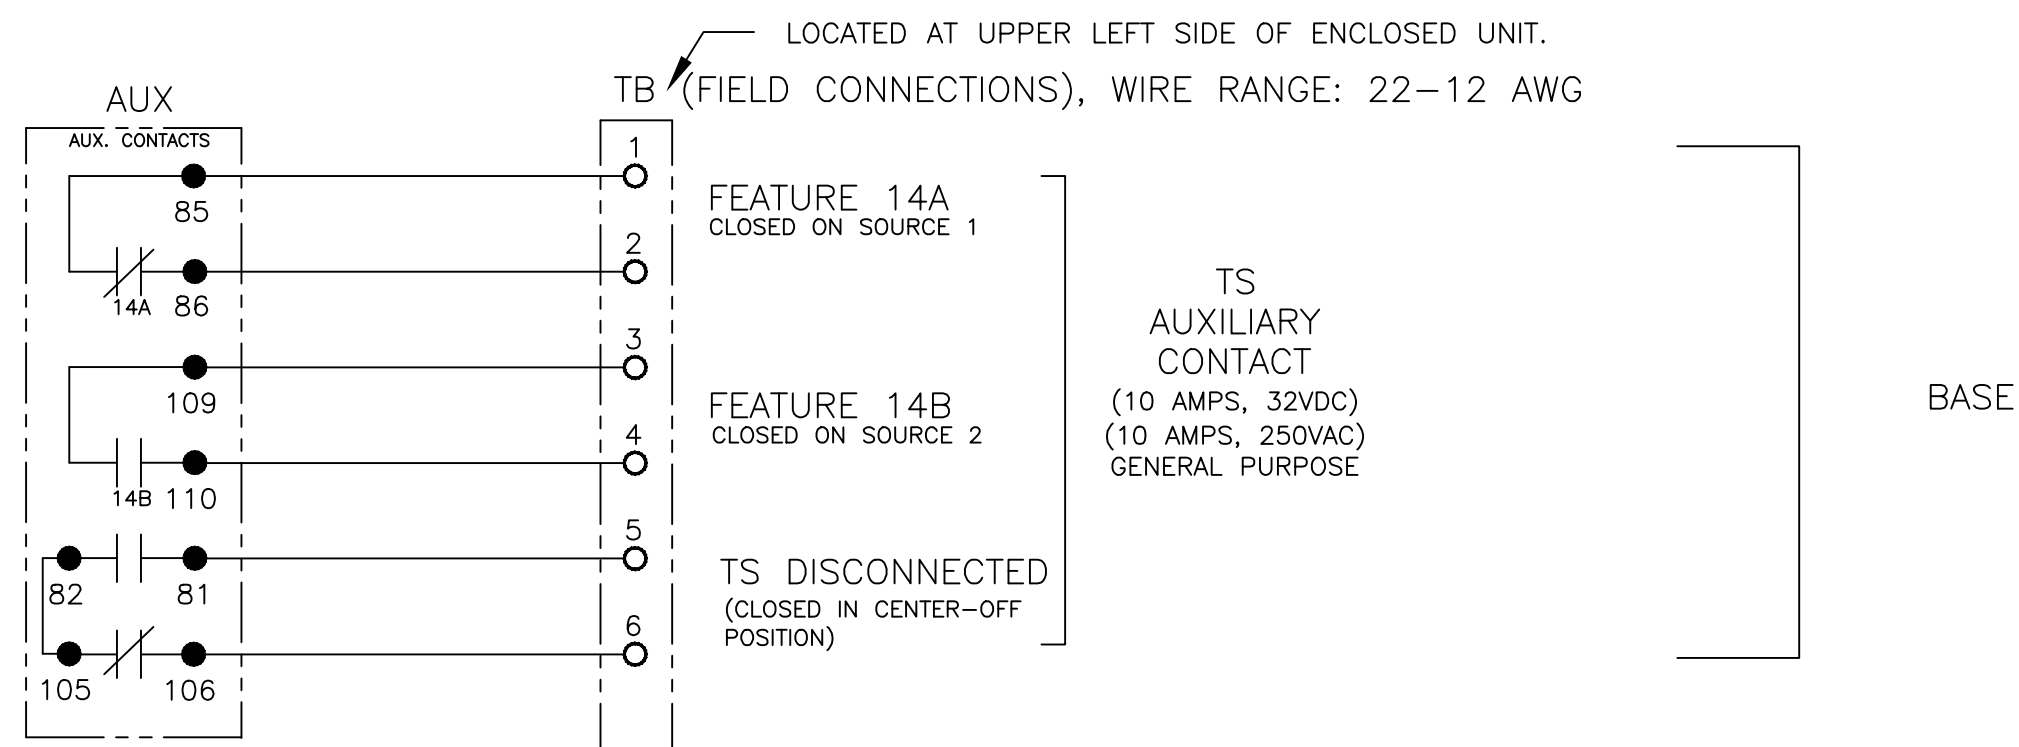 LOCATED AT UPPER LEFT SIDE OF ENCLOSED UNIT.
TB (FIELD CONNECTIONS), WIRE RANGE: 22-12 AWG
AUX
AUX. CONTACTS
85
14A 86
109
14B 110
82 81
105 106
1
2
3
4
5
6
FEATURE 14A
CLOSED ON SOURCE 1
FEATURE 14B
CLOSED ON SOURCE 2
TS DISCONNECTED
(CLOSED IN CENTER-OFF
POSITION)
TS
AUXILIARY
CONTACT
(10 AMPS, 32VDC)
(10 AMPS, 250VAC)
GENERAL PURPOSE
BASE